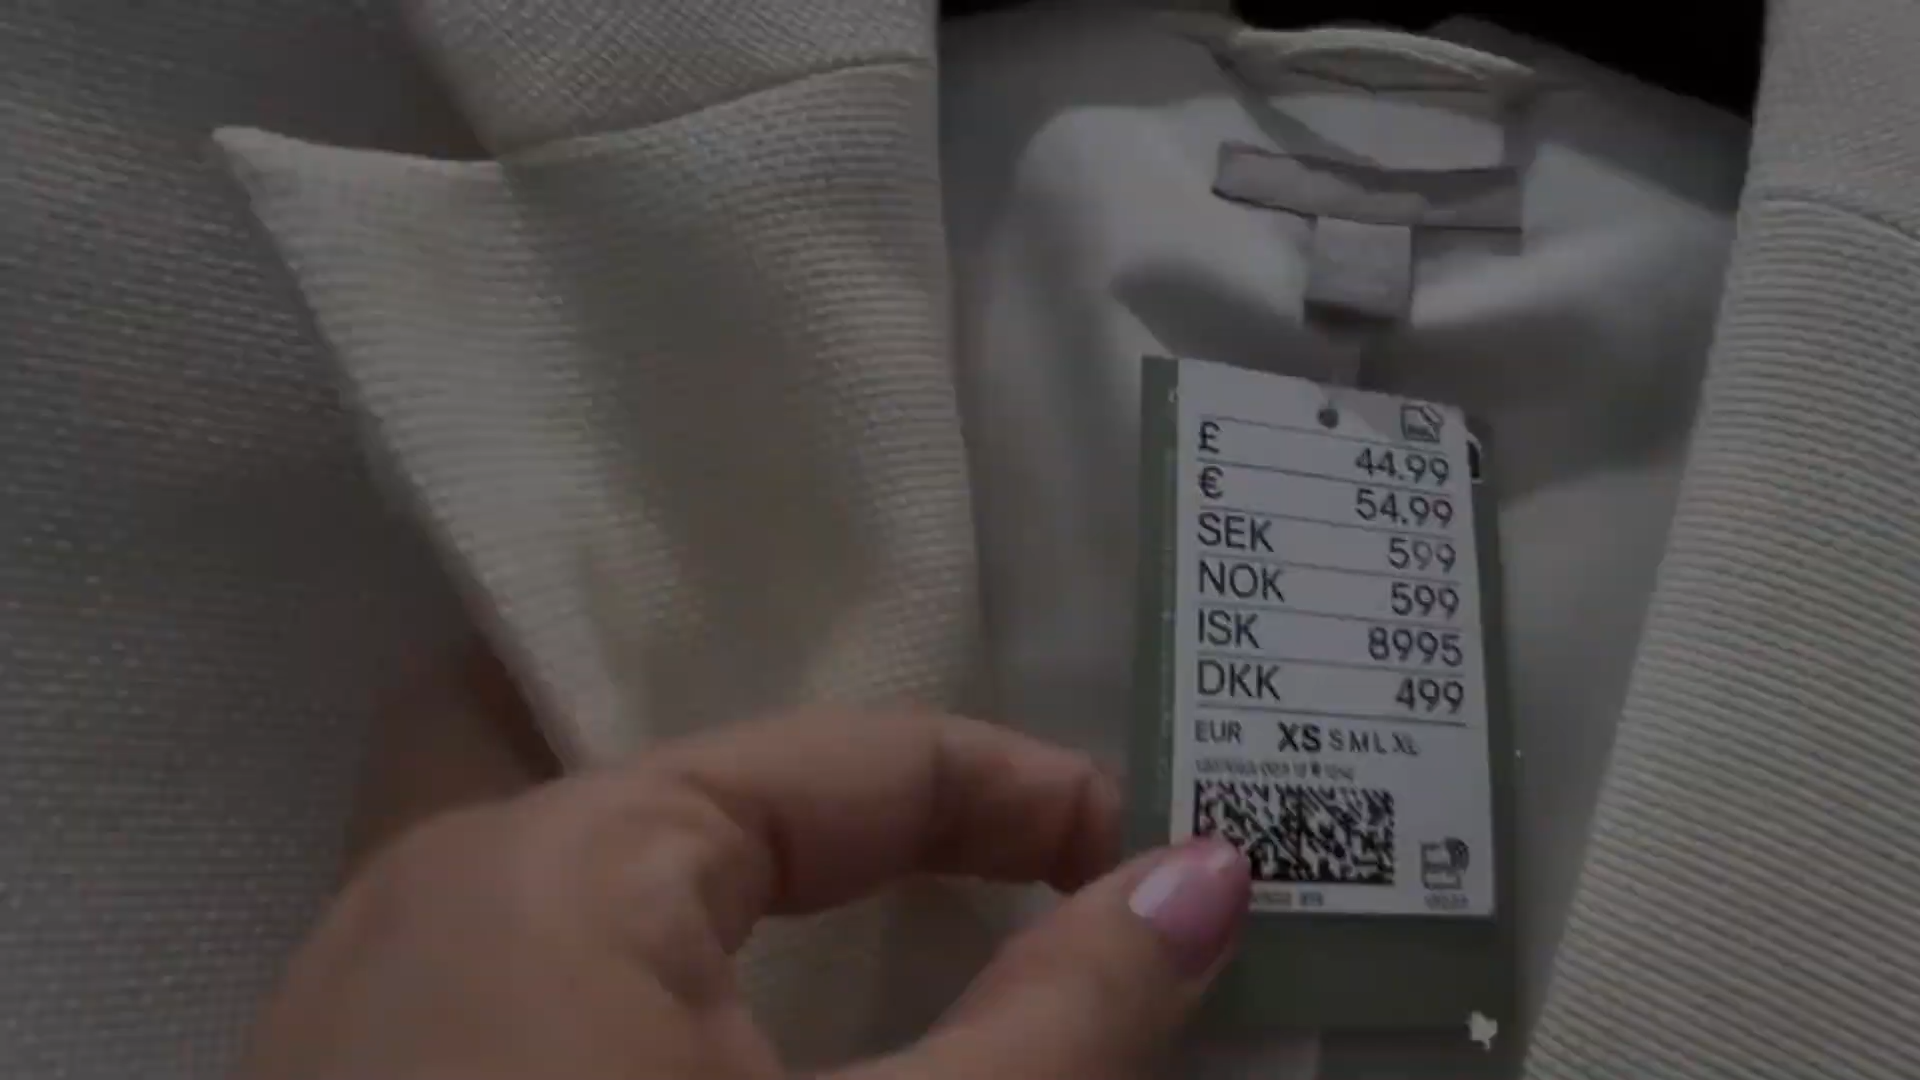 £ 44.99
€ 54.99
SEK 599
NOK 599
ISK 8995
DKK 499
EUR XS S M L XL